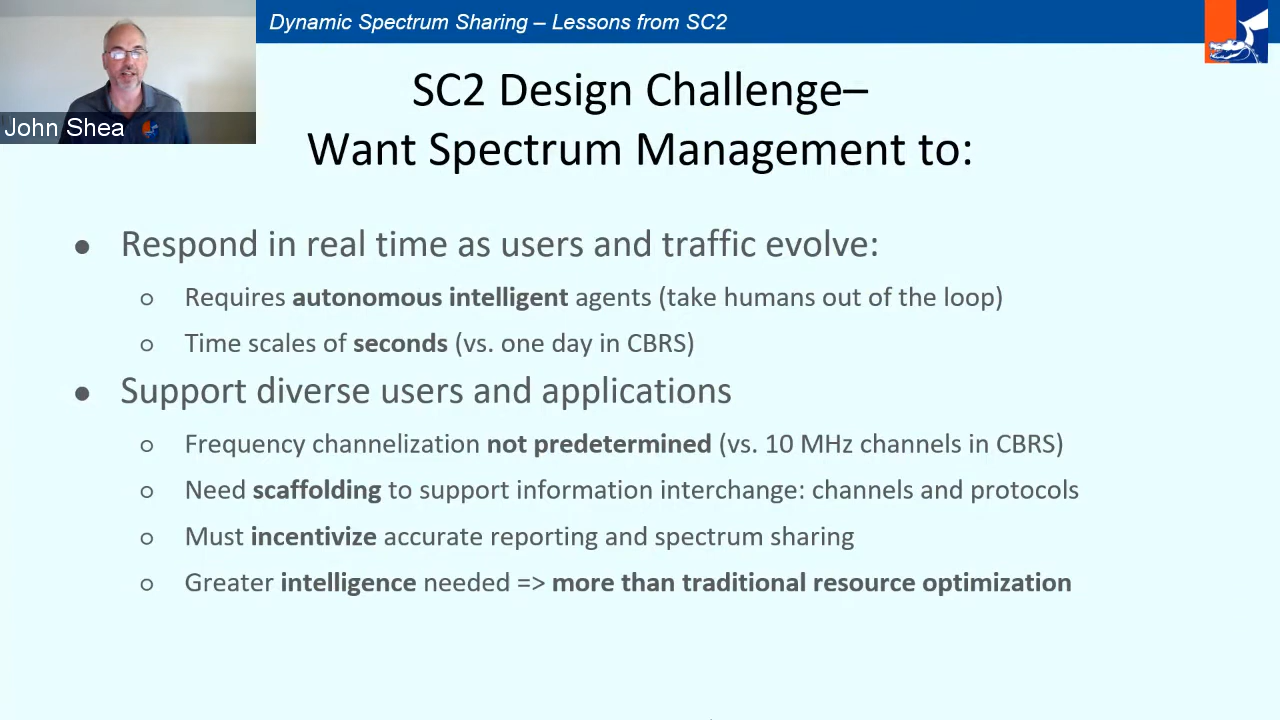 Dynamic Spectrum Sharing – Lessons from SC2
John Shea
SC2 Design Challenge–
Want Spectrum Management to:
● Respond in real time as users and traffic evolve:
○ Requires autonomous intelligent agents (take humans out of the loop)
○ Time scales of seconds (vs. one day in CBRS)
● Support diverse users and applications
○ Frequency channelization not predetermined (vs. 10 MHz channels in CBRS)
○ Need scaffolding to support information interchange: channels and protocols
○ Must incentivize accurate reporting and spectrum sharing
○ Greater intelligence needed => more than traditional resource optimization